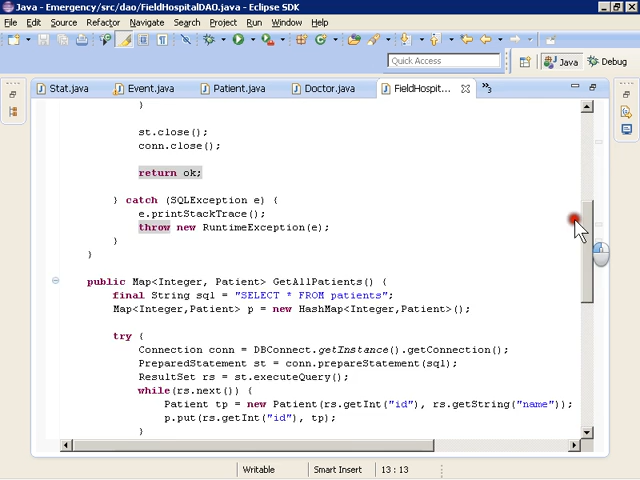 Java - Emergency/src/dao/FieldHospitalDAO.java - Eclipse SDK
File Edit Source Refactor Navigate Search Project Run Window Help
Quick Access
Java
Debug
Stat.java
Event.java
Patient.java
Doctor.java
FieldHospit...
»3
}
st.close();
conn.close();
return ok;
} catch (SQLException e) {
e.printStackTrace();
throw new RuntimeException(e);
}
}
public Map<Integer, Patient> GetAllPatients() {
final String sql = "SELECT * FROM patients";
Map<Integer,Patient> p = new HashMap<Integer,Patient>();
try {
Connection conn = DBConnect.getInstance().getConnection();
PreparedStatement st = conn.prepareStatement(sql);
ResultSet rs = st.executeQuery();
while(rs.next()) {
Patient tp = new Patient(rs.getInt("id"), rs.getString("name"));
p.put(rs.getInt("id"), tp);
}
Writable
Smart Insert
13 : 13